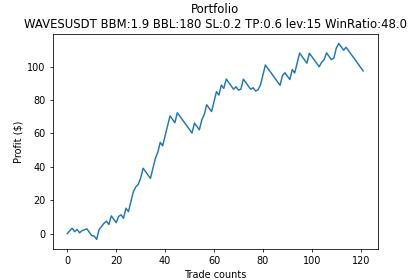 Portfolio
WAVESUSDT BBM:1.9 BBL:180 SL:0.2 TP:0.6 lev:15 WinRatio:48.0
100
80
60
40
20
0
Profit ($)
0 20 40 60 80 100 120
Trade counts